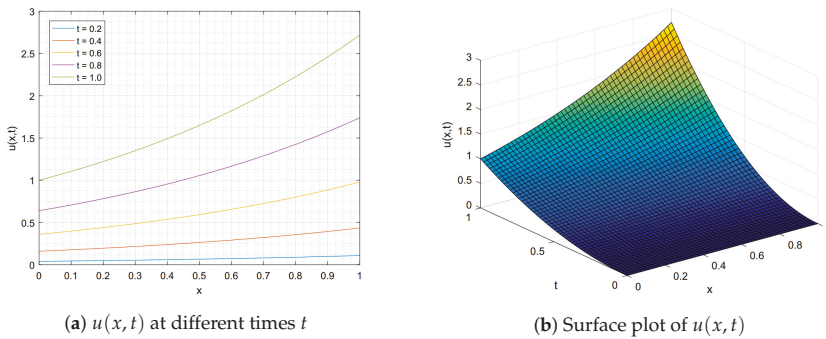 3
2.5
2
1.5
1
0.5
0
u(x,t)
t = 0.2
t = 0.4
t = 0.6
t = 0.8
t = 1.0
0 0.1 0.2 0.3 0.4 0.5 0.6 0.7 0.8 0.9 1
x
(a) u(x, t) at different times t
3
2.5
2
1.5
1
0.5
0
u(x,t)
1
0.5
0
t
0
0.2
0.4
0.6
0.8
x
(b) Surface plot of u(x, t)